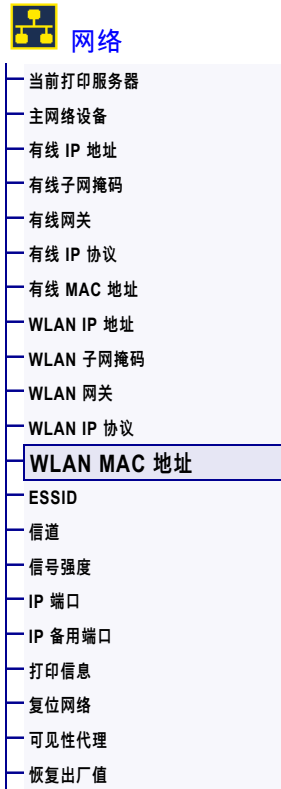 网络
当前打印服务器
主网络设备
有线 IP 地址
有线子网掩码
有线网关
有线 IP 协议
有线 MAC 地址
WLAN IP 地址
WLAN 子网掩码
WLAN 网关
WLAN IP 协议
WLAN MAC 地址
ESSID
信道
信号强度
IP 端口
IP 备用端口
打印信息
复位网络
可见性代理
恢复出厂值